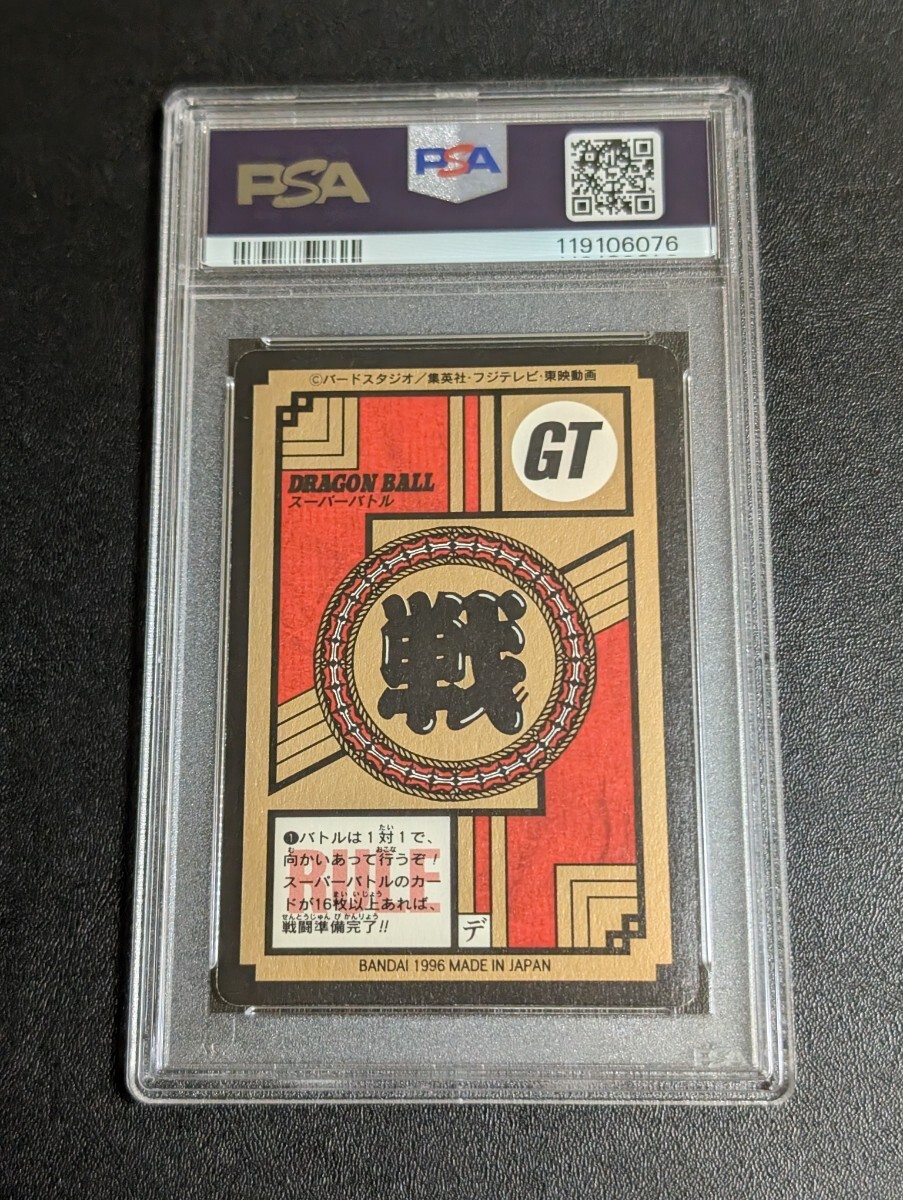 PSA
PSA
119106076
©バードスタジオ／集英社・フジテレビ・東映動画
GT
DRAGON BALL
スーパーバトル
戦
RULE
❶バトルは1対1で、
向かいあって行うぞ！
スーパーバトルのカー
ドが16枚以上あれば、
戦闘準備完了!!
デ
BANDAI 1996 MADE IN JAPAN
PSA